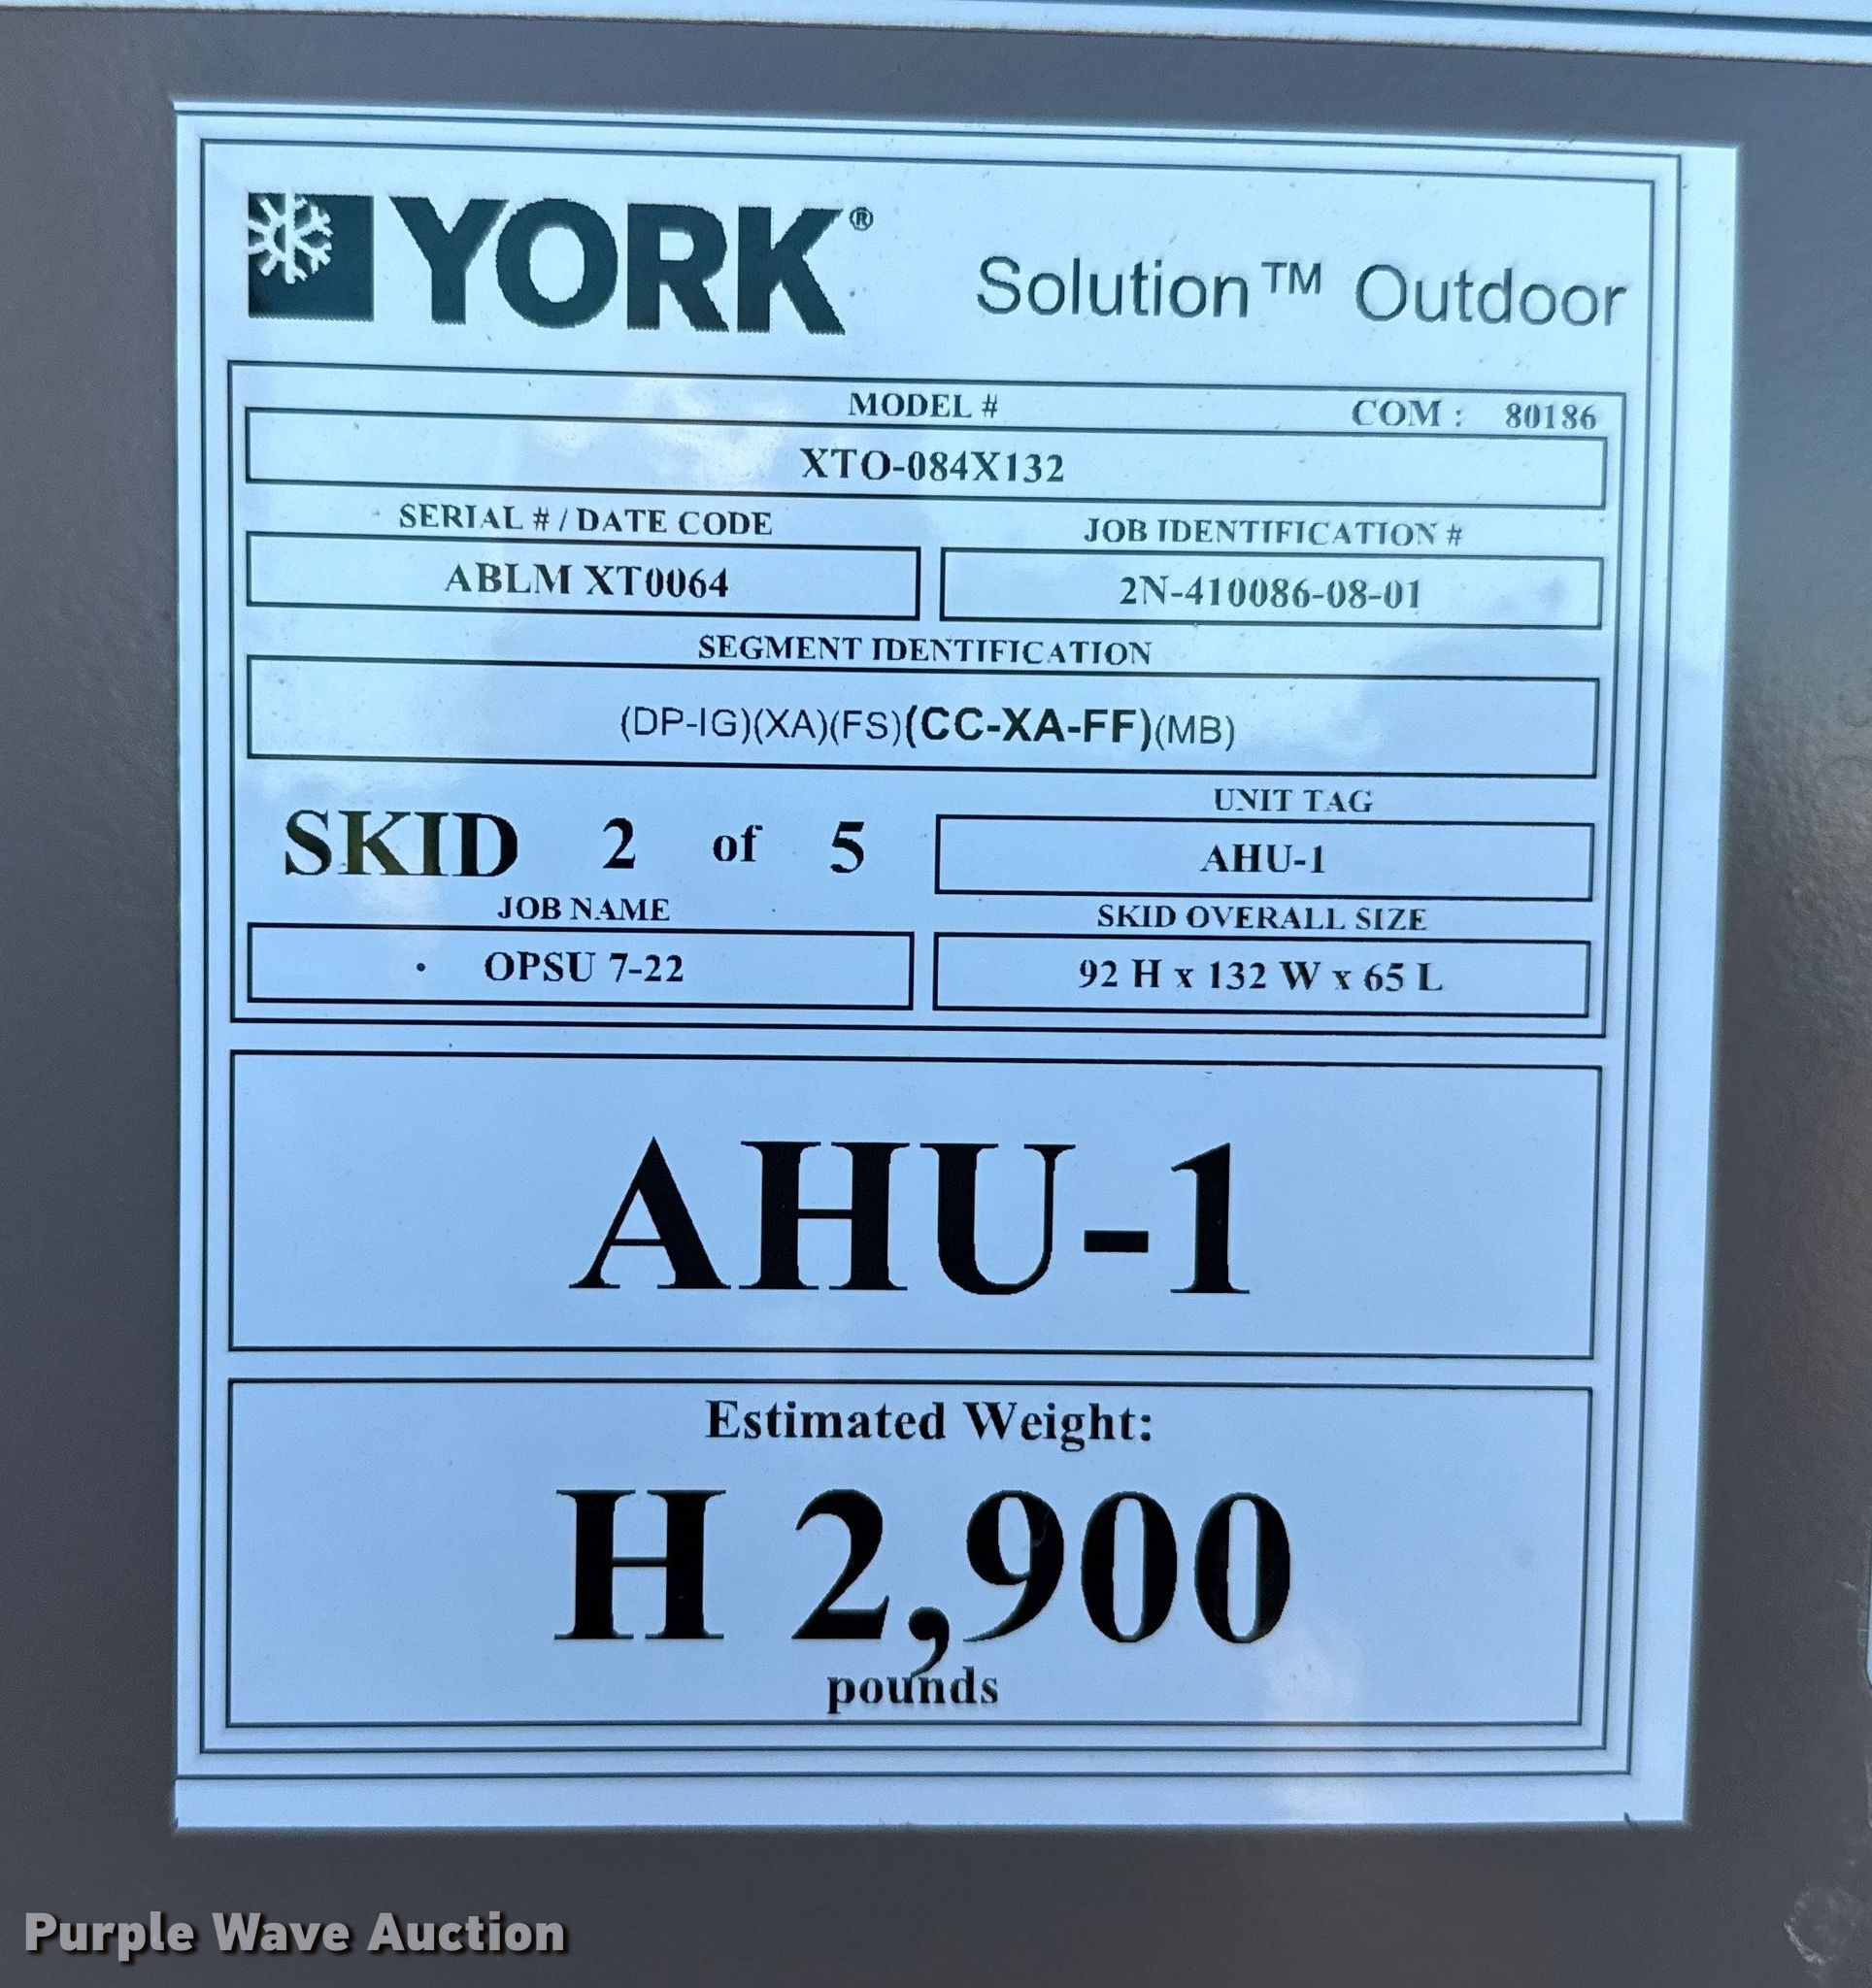 YORK® Solution™ Outdoor
MODEL # COM : 80186
XTO-084X132
SERIAL # / DATE CODE JOB IDENTIFICATION #
ABLM XT0064 2N-410086-08-01
SEGMENT IDENTIFICATION
(DP-IG)(XA)(FS)(CC-XA-FF)(MB)
SKID 2 of 5
UNIT TAG
AHU-1
JOB NAME SKID OVERALL SIZE
OPSU 7-22 92 H x 132 W x 65 L
AHU-1
Estimated Weight:
H 2,900
pounds
Purple Wave Auction